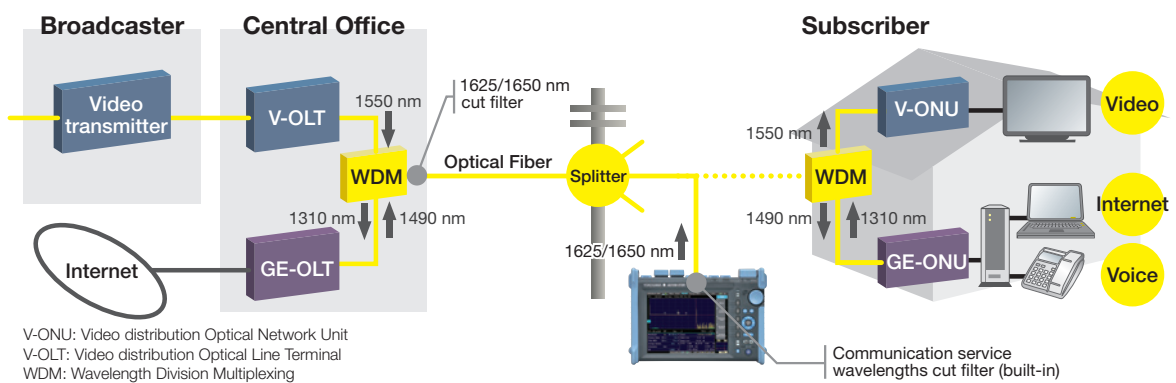 Broadcaster
Central Office
Subscriber
Video
transmitter
V-OLT
1550 nm
1625/1650 nm
cut filter
WDM
Optical Fiber
Splitter
1310 nm
1490 nm
Internet
GE-OLT
1625/1650 nm
1550 nm
V-ONU
Video
WDM
1490 nm
1310 nm
GE-ONU
Internet
Voice
Communication service
wavelengths cut filter (built-in)
V-ONU: Video distribution Optical Network Unit
V-OLT: Video distribution Optical Line Terminal
WDM: Wavelength Division Multiplexing